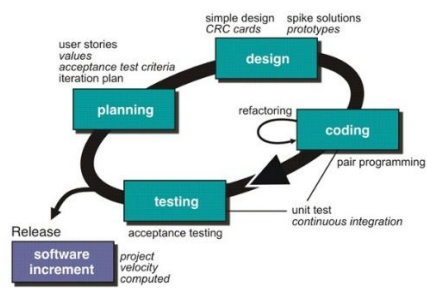 simple design
CRC cards
spike solutions
prototypes
user stories
values
acceptance test criteria
iteration plan
design
planning
refactoring
coding
pair programming
testing
unit test
continuous integration
acceptance testing
Release
software
increment
project
velocity
computed